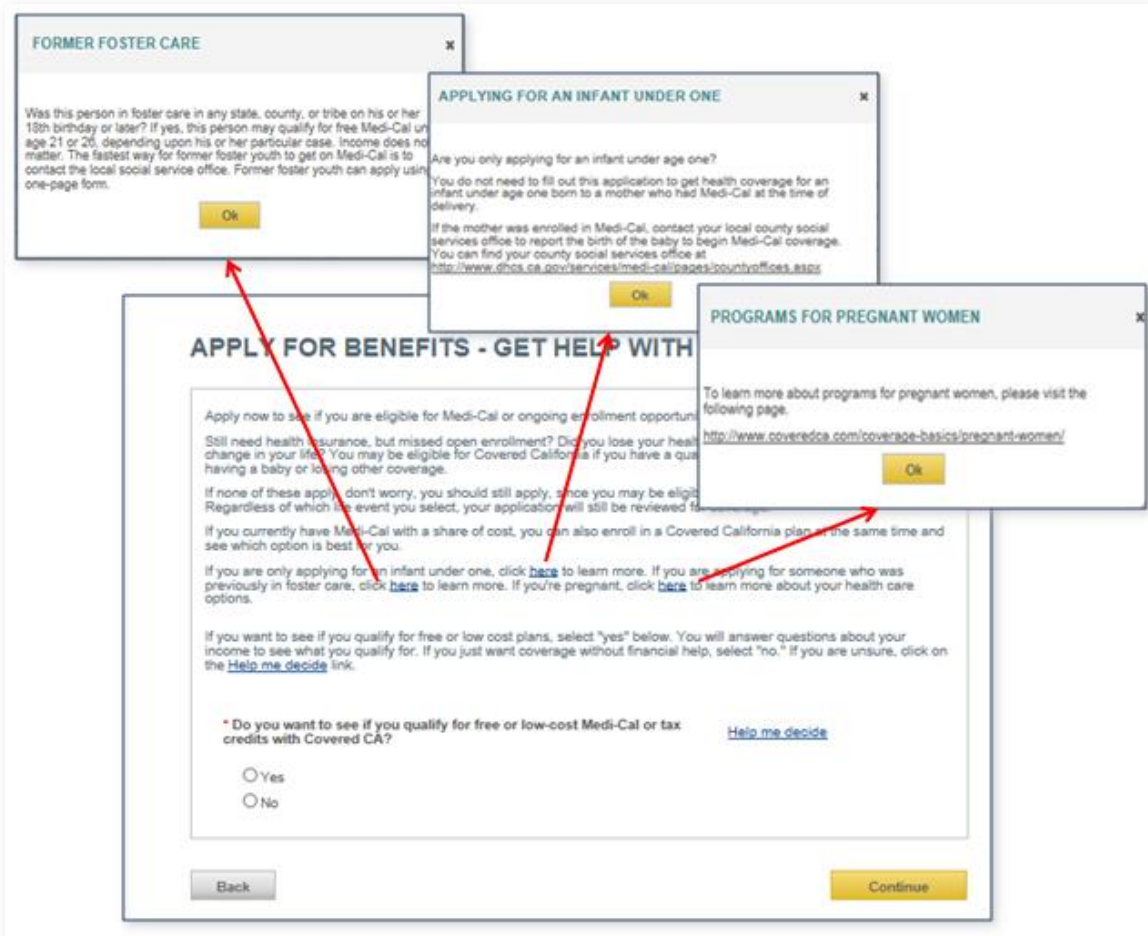 FORMER FOSTER CARE
x
Was this person in foster care in any state, county, or tribe on his or her
18th birthday or later? If yes, this person may qualify for free Medi-Cal
age 21 or 26, depending upon his or her particular case. Income does
matter. The fastest way for former foster youth to get on Medi-Cal is to
contact the local social service office. Former foster youth can apply
one-page form.
Ok
APPLYING FOR AN INFANT UNDER ONE
x
Are you only applying for an infant under age one?
You do not need to fill out this application to get health coverage for an
infant under age one born to a mother who had Medi-Cal at the time of
delivery.
If the mother was enrolled in Medi-Cal, contact your local county social
services office to report the birth of the baby to begin Medi-Cal coverage.
You can find your county social services office at
http://www.dhcs.ca.gov/services/medi-cal/pages/countyoffices.aspx
Ok
PROGRAMS FOR PREGNANT WOMEN
x
To learn more about programs for pregnant women, please visit the
following page.
http://www.coveredca.com/coverage-basics/pregnant-women/
Ok
APPLY FOR BENEFITS - GET HELP WITH
Apply now to see if you are eligible for Medi-Cal or ongoing enrollment
Still need health insurance, but missed open enrollment? Did you lose your
change in your life? You may be eligible for Covered California if you have a
having a baby or losing other coverage.
If none of these apply, don't worry, you should still apply, since you may be
Regardless of which life event you select, your application will still be reviewed for coverage.
If you currently have Medi-Cal with a share of cost, you can also enroll in a Covered California plan at the same time and
see which option is best for you.
If you are only applying for an infant under one, click here to learn more. If you are applying for someone who was
previously in foster care, click here to learn more. If you're pregnant, click here to learn more about your health care
options.
If you want to see if you qualify for free or low cost plans, select "yes" below. You will answer questions about your
income to see what you qualify for. If you just want coverage without financial help, select "no." If you are unsure, click on
the Help me decide link.
* Do you want to see if you qualify for free or low-cost Medi-Cal or tax
credits with Covered CA?
Help me decide
Yes
No
Back
Continue